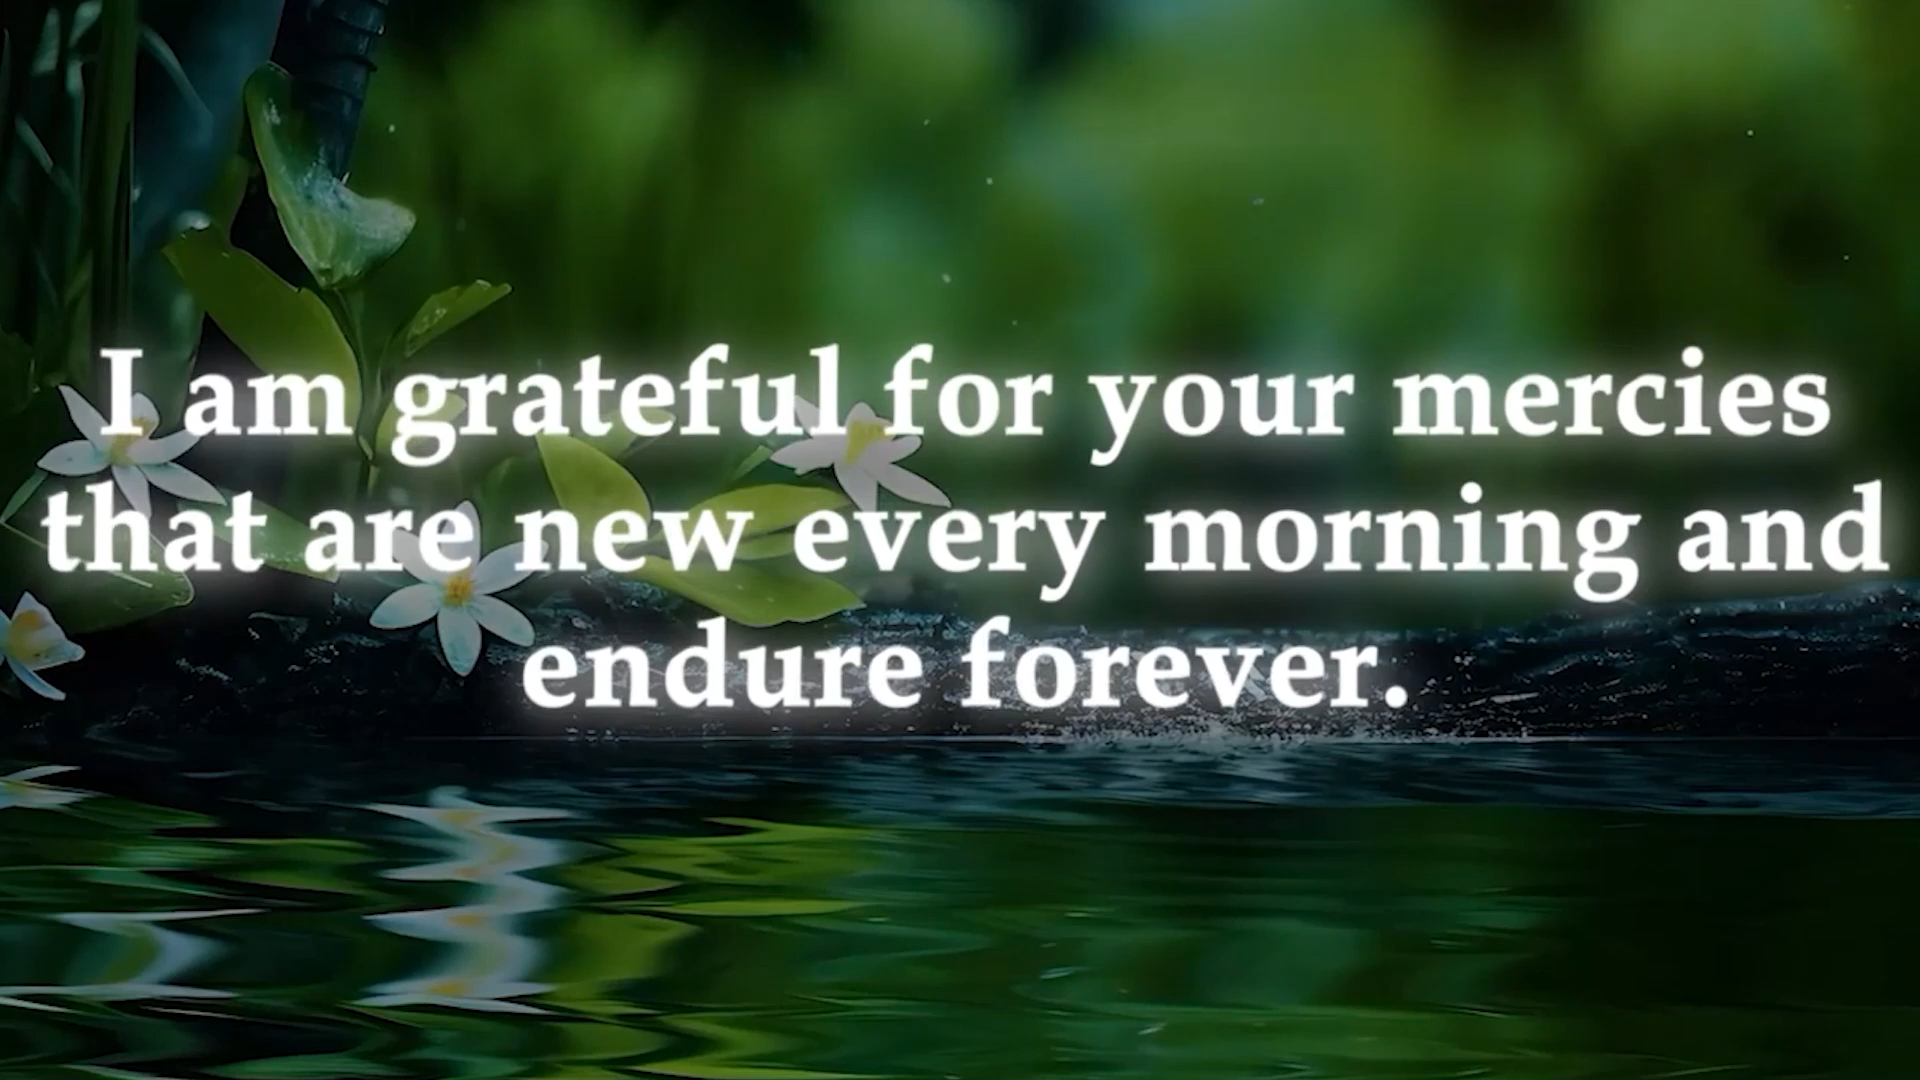 I am grateful for your mercies
that are new every morning and
endure forever.